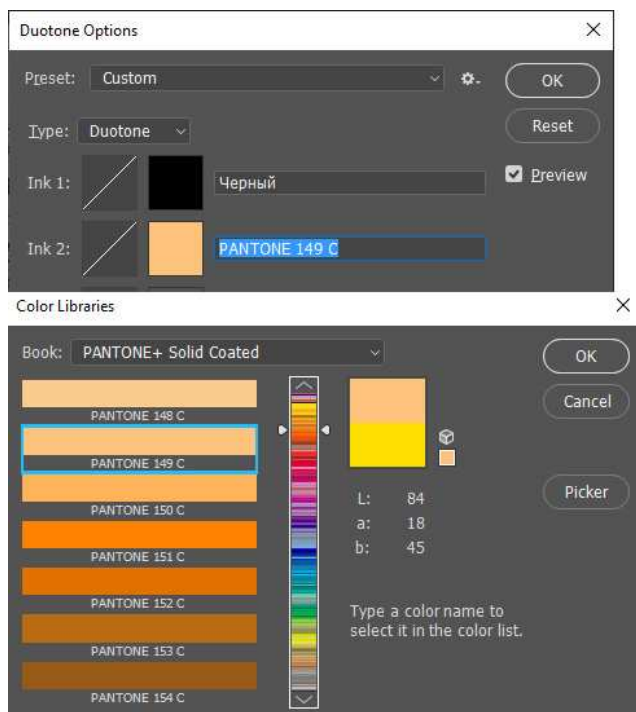 Duotone Options
Preset: Custom
OK
Type: Duotone
Reset
Ink 1: Черный
Preview
Ink 2: PANTONE 149 C
Color Libraries
Book: PANTONE+ Solid Coated
OK
PANTONE 148 C
Cancel
PANTONE 149 C
PANTONE 150 C
Picker
L: 84
a: 18
b: 45
PANTONE 151 C
PANTONE 152 C
Type a color name to
select it in the color list.
PANTONE 153 C
PANTONE 154 C